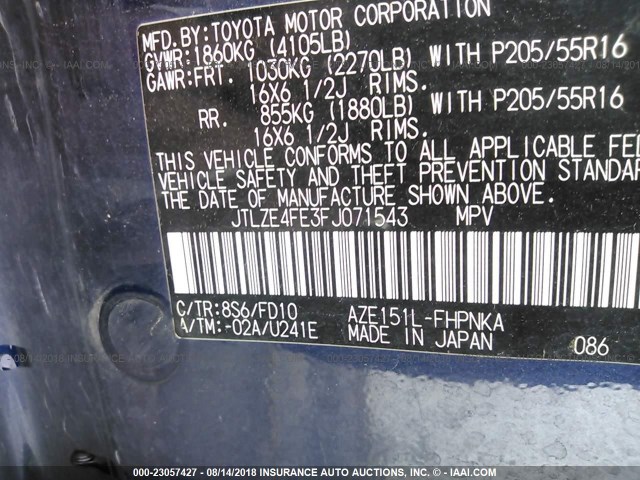 MFD.BY:TOYOTA MOTOR CORPORATION
GVWR:1860KG (4105LB)
GAWR:FRT. 1030KG (2270LB) WITH P205/55R16
16X6 1/2J RIMS.
RR. 855KG (1880LB) WITH P205/55R16
16X6 1/2J RIMS.
THIS VEHICLE CONFORMS TO ALL APPLICABLE FED
VEHICLE SAFETY AND THEFT PREVENTION STANDAR
THE DATE OF MANUFACTURE SHOWN ABOVE.
JTLZE4FE3FJ071543 MPV
C/TR:8S6/FD10 AZE151L-FHPNKA
A/TM:-02A/U241E MADE IN JAPAN 086
000-23057427 - 08/14/2018 - INSURANCE AUTO AUCTIONS, INC. - © - IAAI.COM